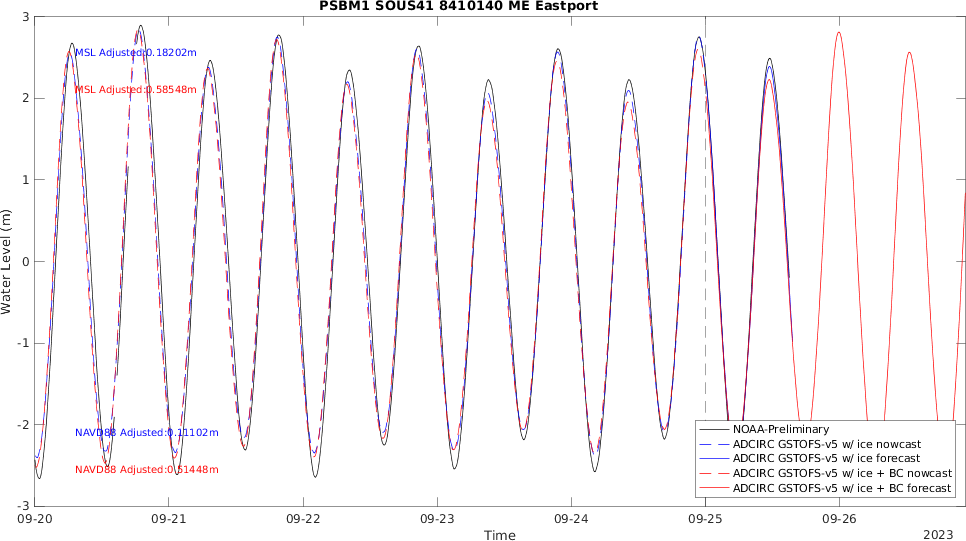 PSBM1 SOUS41 8410140 ME Eastport
3
2
1
0
-1
-2
-3
Water Level (m)
MSL Adjusted:0.18202m
MSL Adjusted:0.58548m
NAVD88 Adjusted:0.11102m
NAVD88 Adjusted:0.51448m
NOAA-Preliminary
ADCIRC GSTOFS-v5 w/ ice nowcast
ADCIRC GSTOFS-v5 w/ ice forecast
ADCIRC GSTOFS-v5 w/ ice + BC nowcast
ADCIRC GSTOFS-v5 w/ ice + BC forecast
09-20 09-21 09-22 09-23 09-24 09-25 09-26
Time
2023